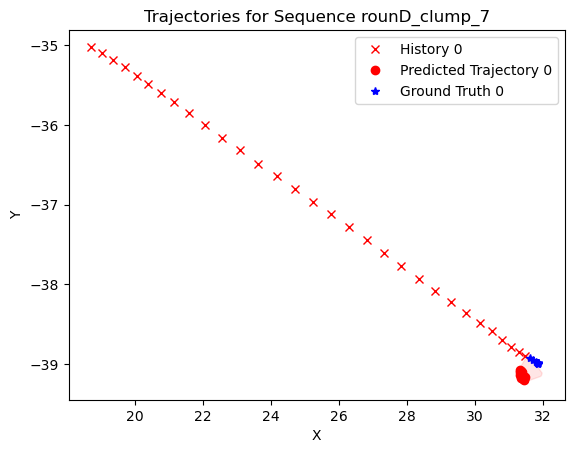 Trajectories for Sequence rounD_clump_7
History 0
Predicted Trajectory 0
Ground Truth 0
−35
−36
−37
−38
−39
Y
20
22
24
26
28
30
32
X